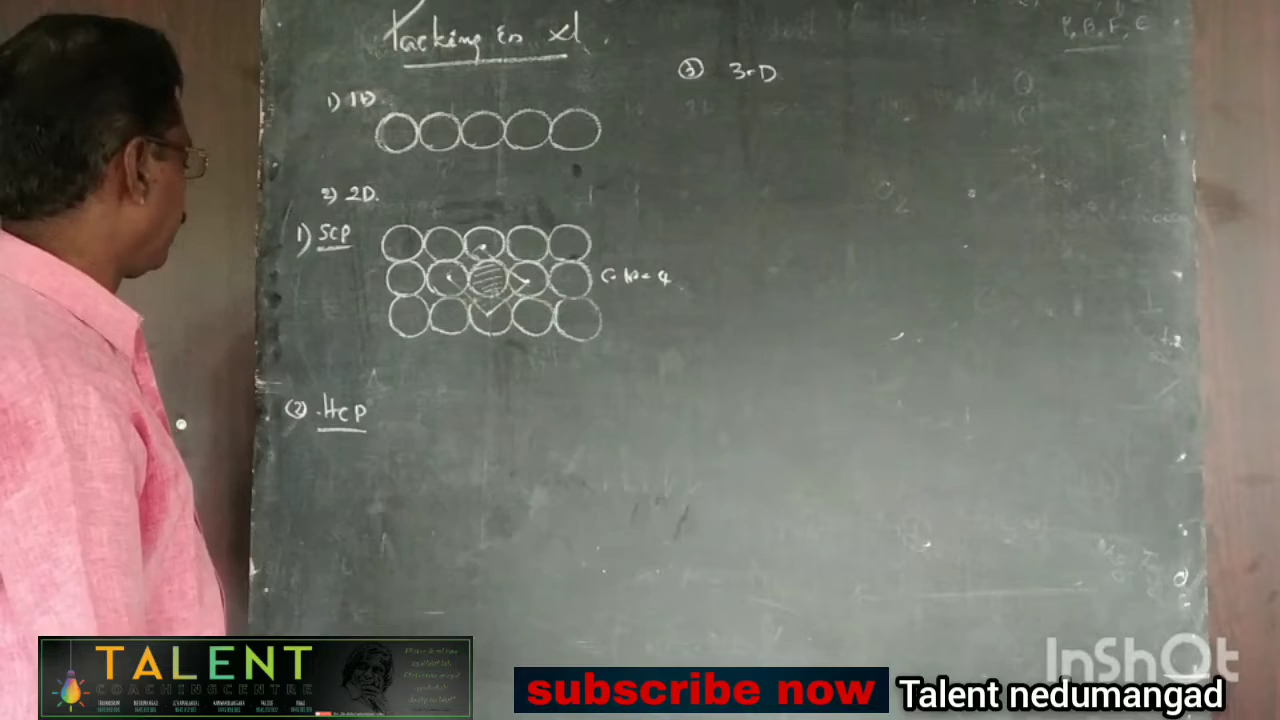 Packing in xl.
1) 1D
2) 2D.
1) SCP
C.N = 4
(2) HCP
③ 3-D
P, B, F, E
TALENT
COACHING CENTRE
subscribe now
Talent nedumangad
InShOt